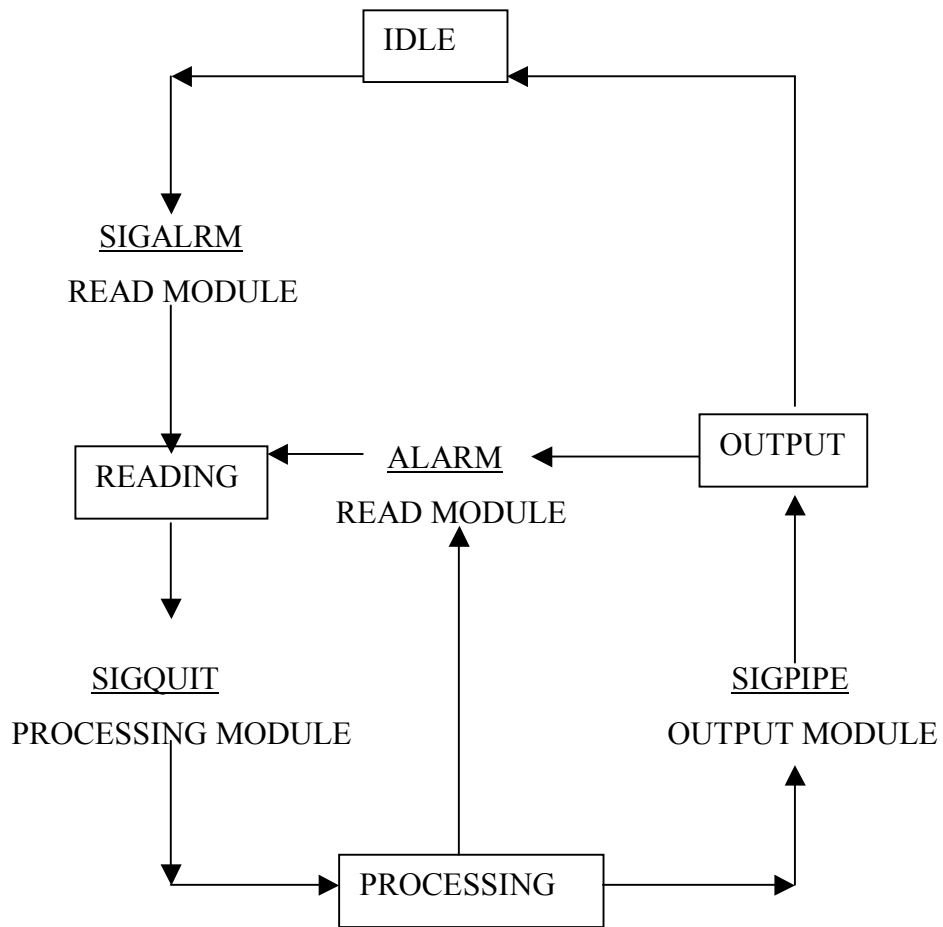 IDLE
SIGALRM
READ MODULE
READING
ALARM
READ MODULE
OUTPUT
SIGQUIT
PROCESSING MODULE
SIGPIPE
OUTPUT MODULE
PROCESSING